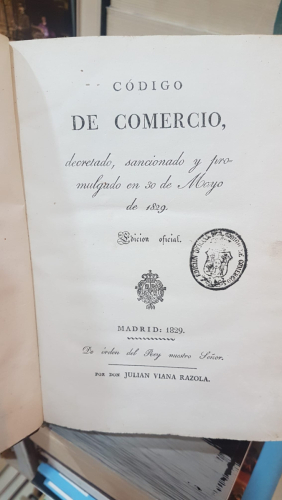 CÓDIGO
DE COMERCIO,
decretado, sancionado y pro-
mulgado en 30 de Mayo
de 1829.
Edicion oficial.
MADRID: 1829.
De órden del Rey nuestro Señor.
POR DON JULIAN VIANA RAZOLA.